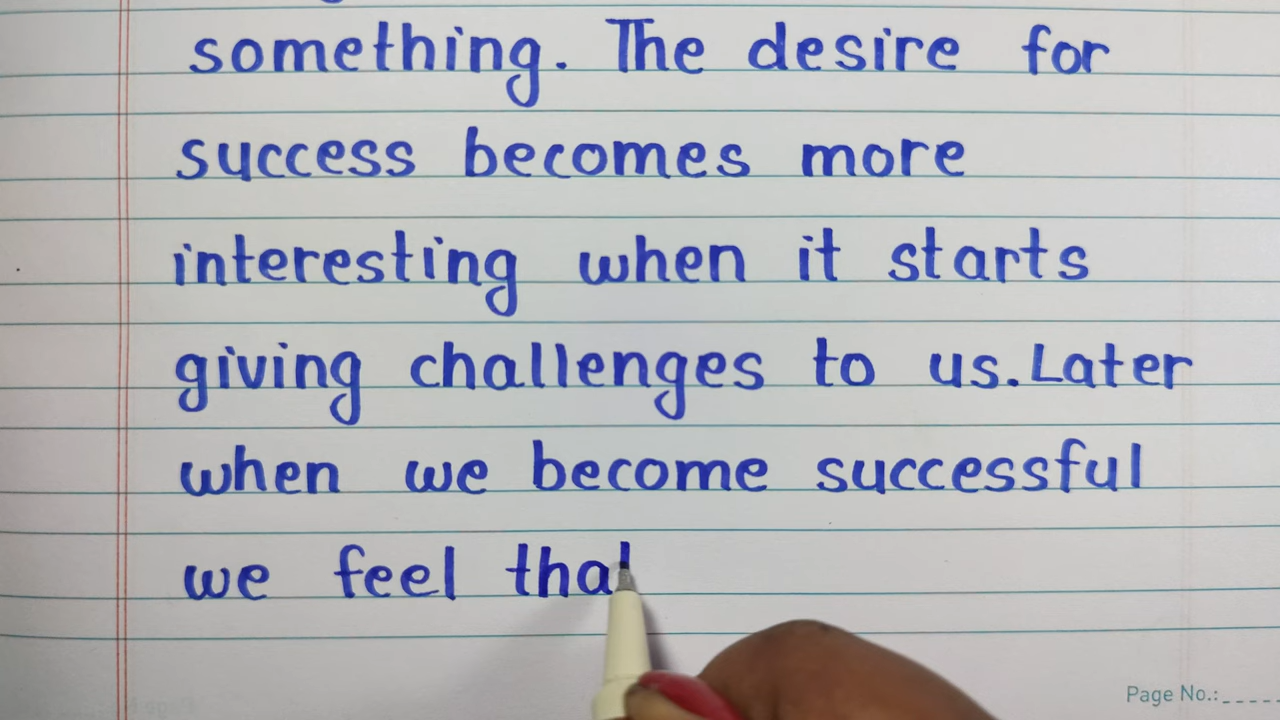 something. The desire for
success becomes more
interesting when it starts
giving challenges to us. Later
when we become successful
we feel tha
Page No.: